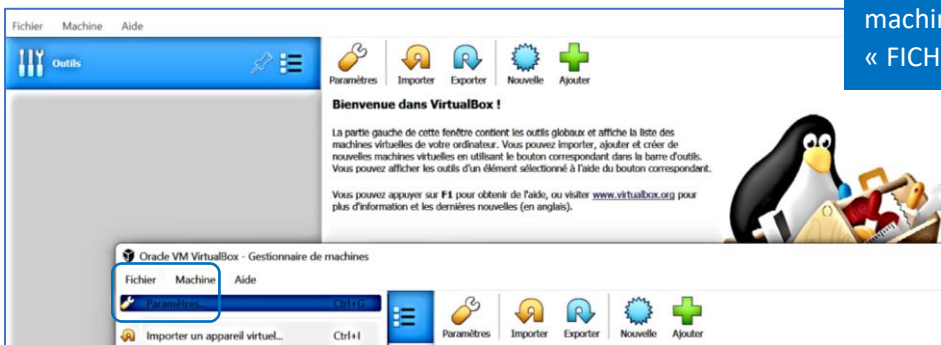 machin
« FICH
Fichier Machine Aide
Outils
Paramètres Importer Exporter Nouvelle Ajouter
Bienvenue dans VirtualBox !
La partie gauche de cette fenêtre contient les outils globaux et affiche la liste des
machines virtuelles de votre ordinateur. Vous pouvez importer, ajouter et créer de
nouvelles machines virtuelles en utilisant le bouton correspondant dans la barre d'outils.
Vous pouvez afficher les outils d'un élément sélectionné à l'aide du bouton correspondant.
Vous pouvez appuyer sur F1 pour obtenir de l'aide, ou visiter www.virtualbox.org pour
plus d'information et les dernières nouvelles (en anglais).
Oracle VM VirtualBox - Gestionnaire de machines
Fichier Machine Aide
Paramètres... Ctrl+G
Importer un appareil virtuel... Ctrl+I
Paramètres Importer Exporter Nouvelle Ajouter